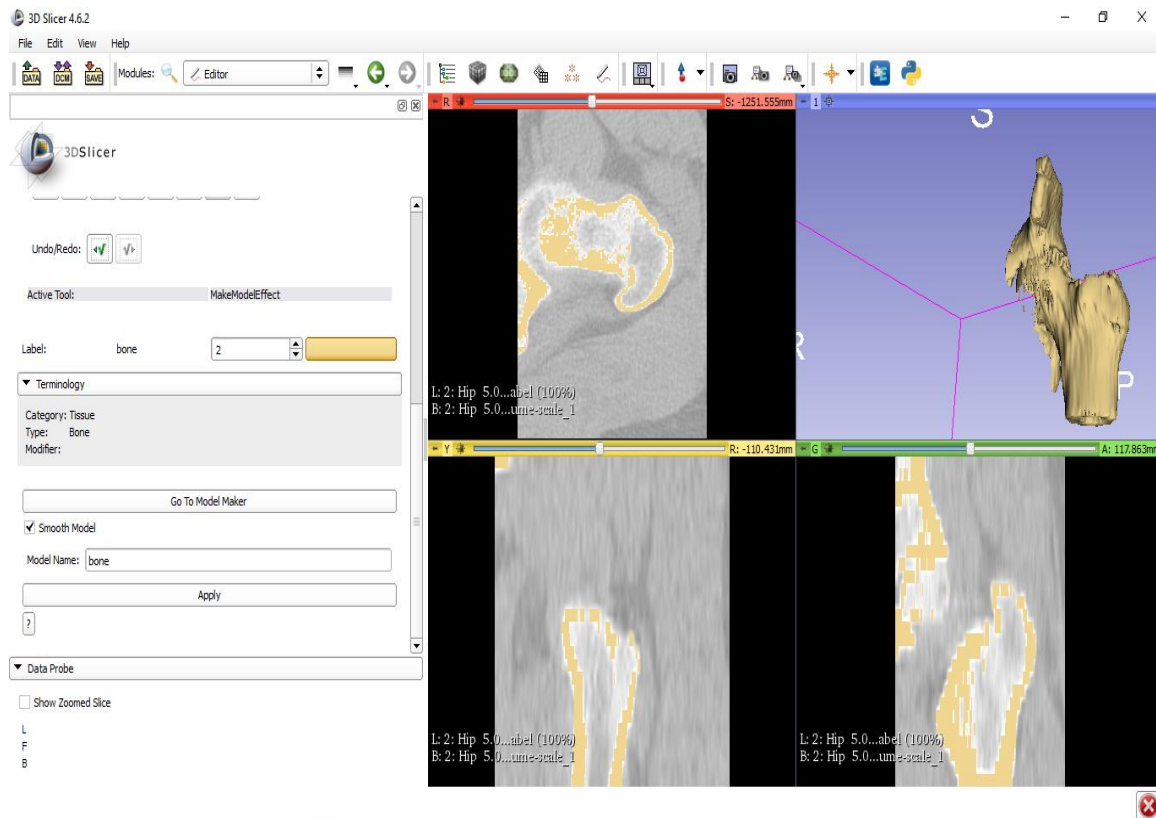 3D Slicer 4.6.2
File Edit View Help
DATA DCM SAVE Modules: Editor
R S: -1251.555mm 1
3DSlicer
S
Undo/Redo:
Active Tool: MakeModelEffect
R
Label: bone 2
P
Terminology
L: 2: Hip 5.0...abel (100%)
B: 2: Hip 5.0...ume-scale_1
Category: Tissue
Type: Bone
Modifier:
Y R: -110.431mm G A: 117.863mm
Go To Model Maker
Smooth Model
Model Name: bone
Apply
?
Data Probe
Show Zoomed Slice
L
F
B
L: 2: Hip 5.0...abel (100%) L: 2: Hip 5.0...abel (100%)
B: 2: Hip 5.0...ume-scale_1 B: 2: Hip 5.0...ume-scale_1